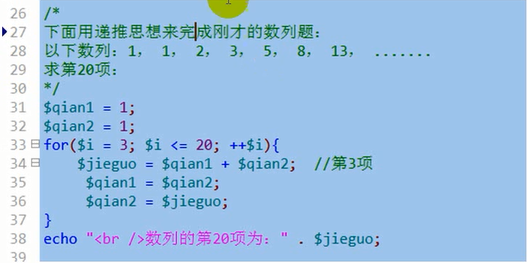 26 /*
27 下面用递推思想来完成刚才的数列题：
28 以下数列：1， 1， 2， 3， 5， 8， 13， .......
29 求第20项：
30 */
31 $qian1 = 1;
32 $qian2 = 1;
33 for($i = 3; $i <= 20; ++$i){
34 $jieguo = $qian1 + $qian2; //第3项
35 $qian1 = $qian2;
36 $qian2 = $jieguo;
37 }
38 echo "<br />数列的第20项为：" . $jieguo;
39